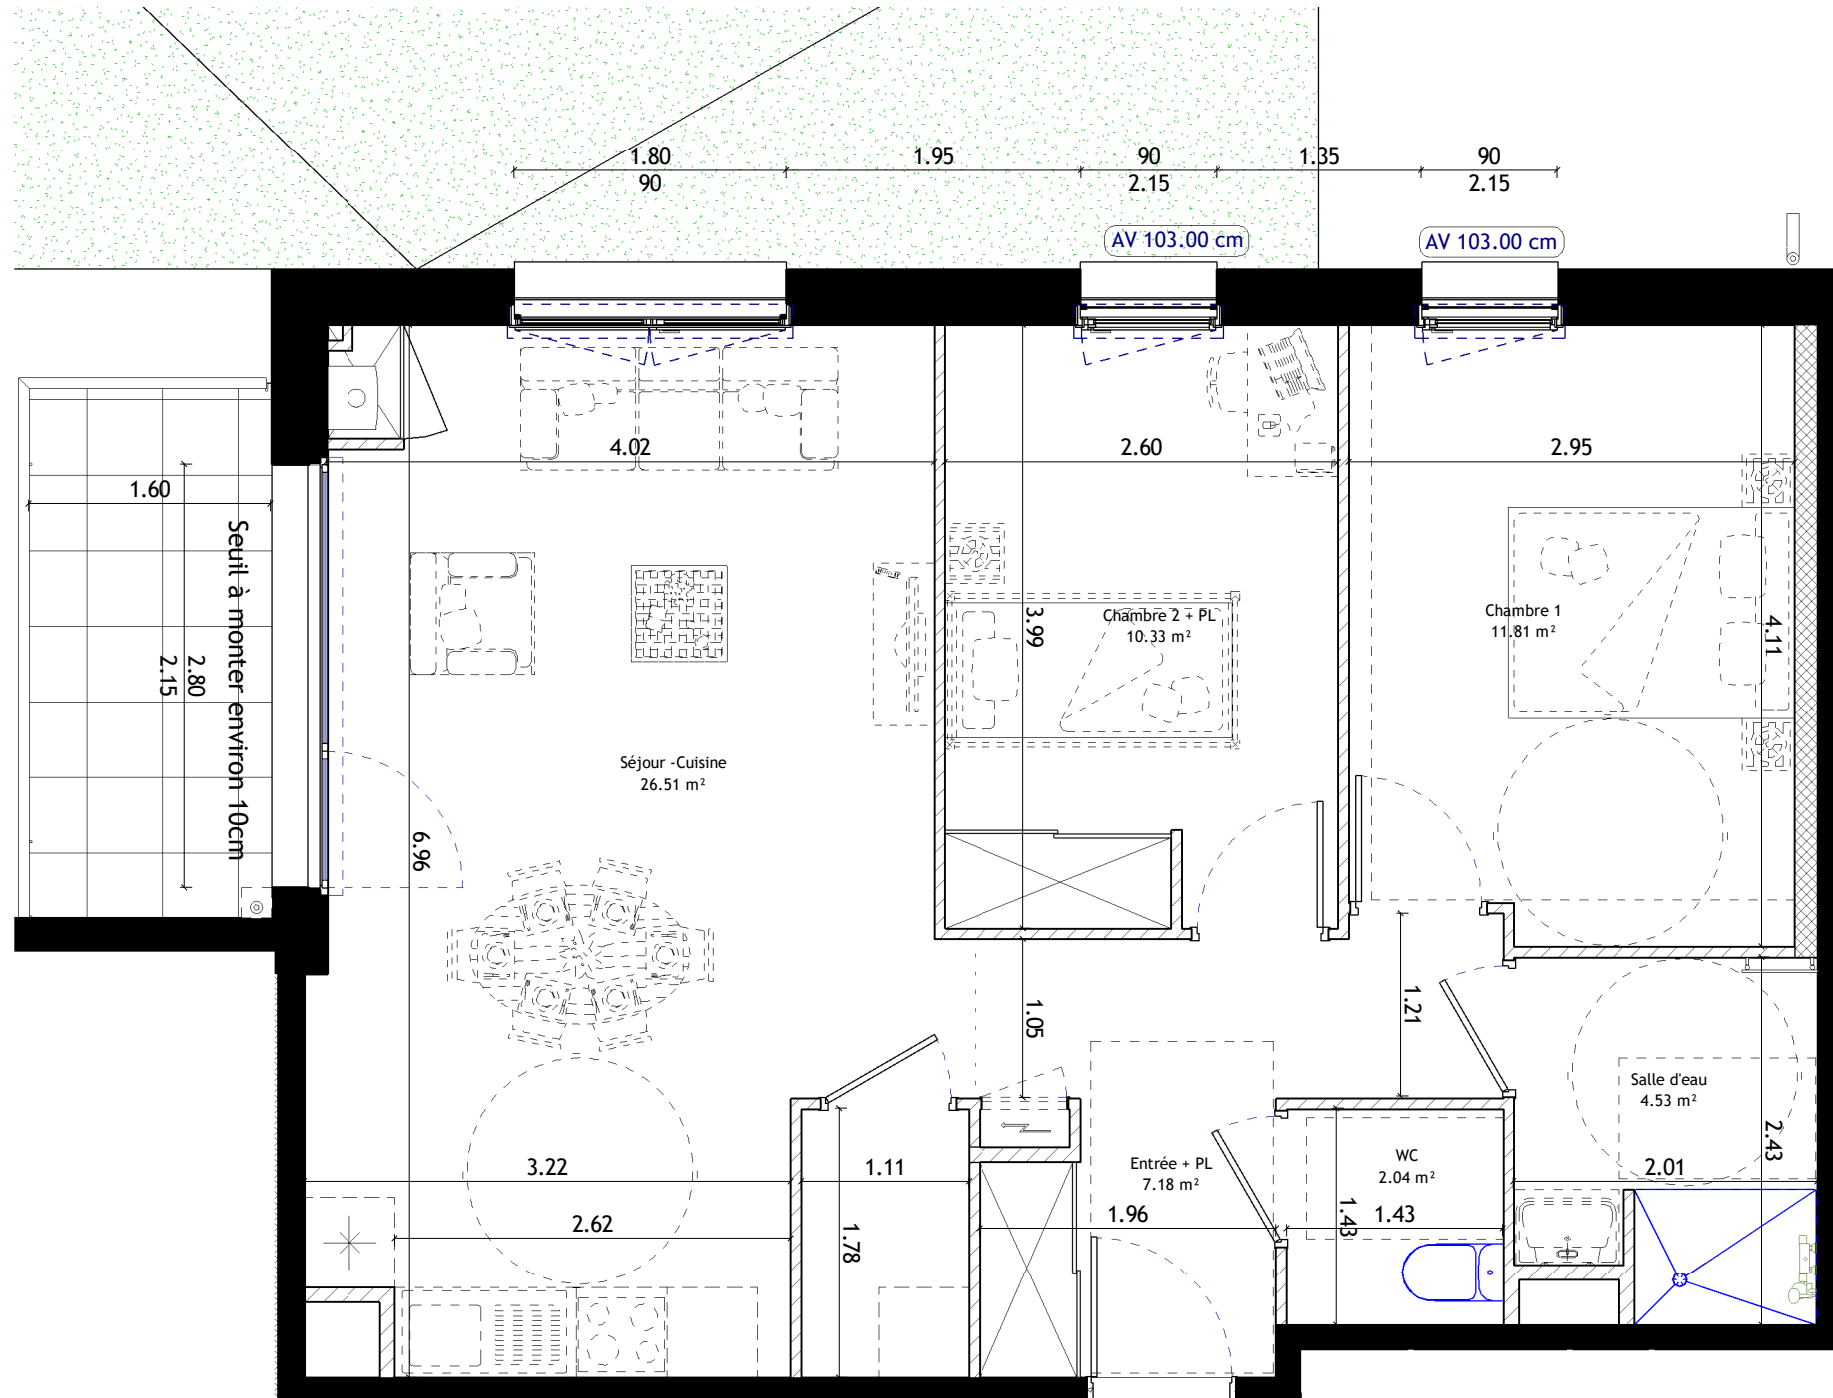 1.80
1.95
90
1.35
90
90
2.15
2.15
AV 103.00 cm
AV 103.00 cm
4.02
2.60
2.95
1.60
Seuil à monter environ 10cm
2.80
2.15
3.99
Chambre 2 + PL
10.33 m²
Chambre 1
11.81 m²
4.11
Séjour -Cuisine
26.51 m²
6.96
1.05
1.21
Salle d'eau
4.53 m²
2.43
3.22
1.11
Entrée + PL
7.18 m²
WC
2.04 m²
2.01
2.62
1.78
1.96
1.43
1.43